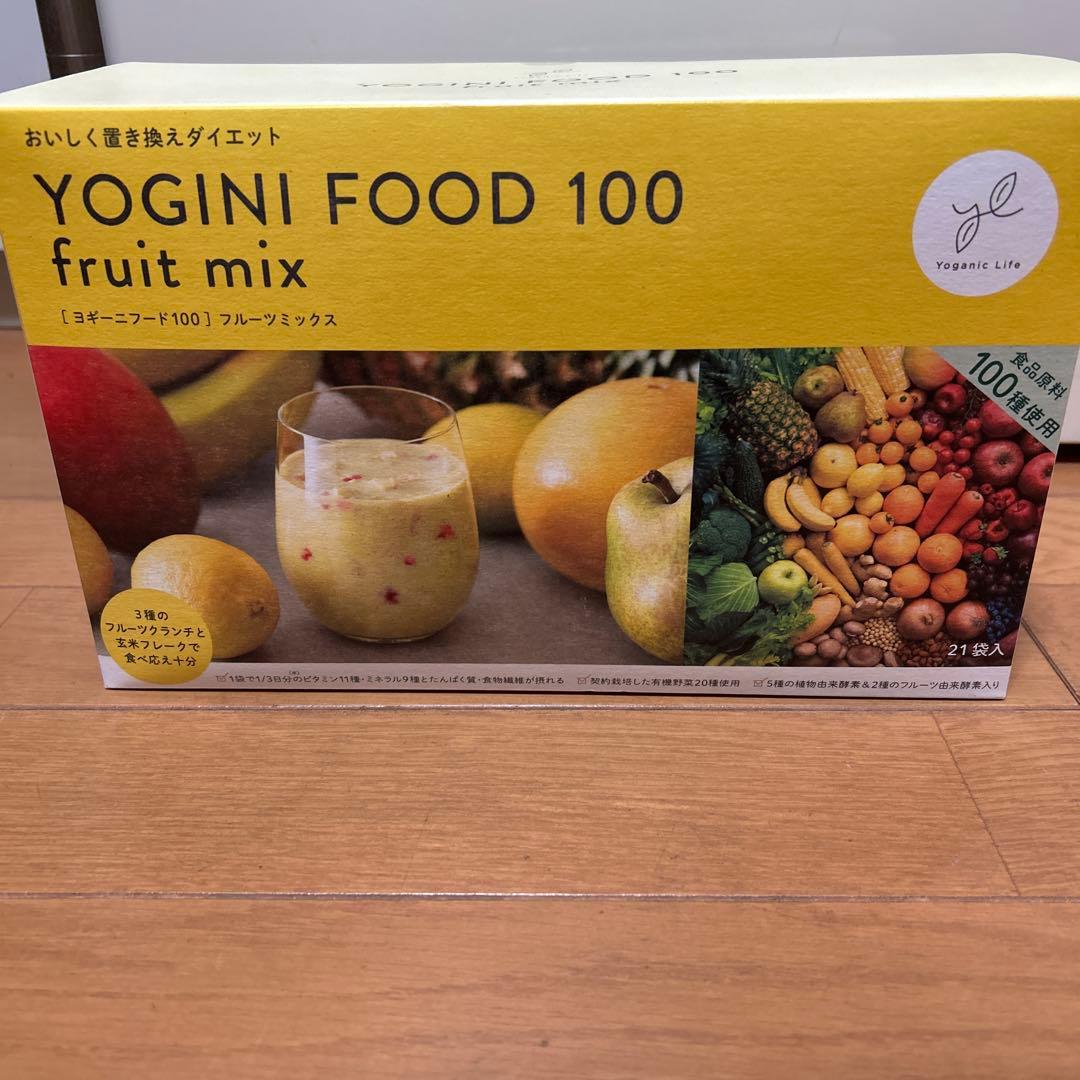 YOGINI FOOD 100
fruit mix
おいしく置き換えダイエット
YOGINI FOOD 100
fruit mix
[ヨギーニフード100] フルーツミックス
yl
Yoganic Life
食品原料
100種使用
3種の
フルーツクランチと
玄米フレークで
食べ応え十分
21袋入
1袋で1/3日分(※)のビタミン11種・ミネラル9種とたんぱく質・食物繊維が摂れる
契約栽培した有機野菜20種使用
5種の植物由来酵素&2種のフルーツ由来酵素入り